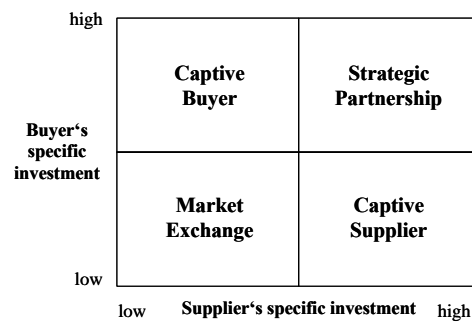 high
Captive
Buyer
Strategic
Partnership
Buyer‘s
specific
investment
Market
Exchange
Captive
Supplier
low
low
Supplier‘s specific investment
high